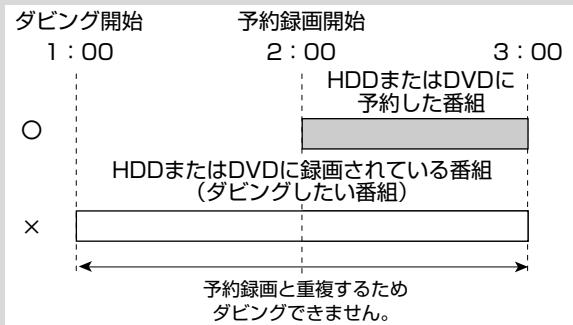 ダビング開始 予約録画開始
1:00 2:00 3:00
HDDまたはDVDに
予約した番組
○
HDDまたはDVDに録画されている番組
(ダビングしたい番組)
×
予約録画と重複するため
ダビングできません。